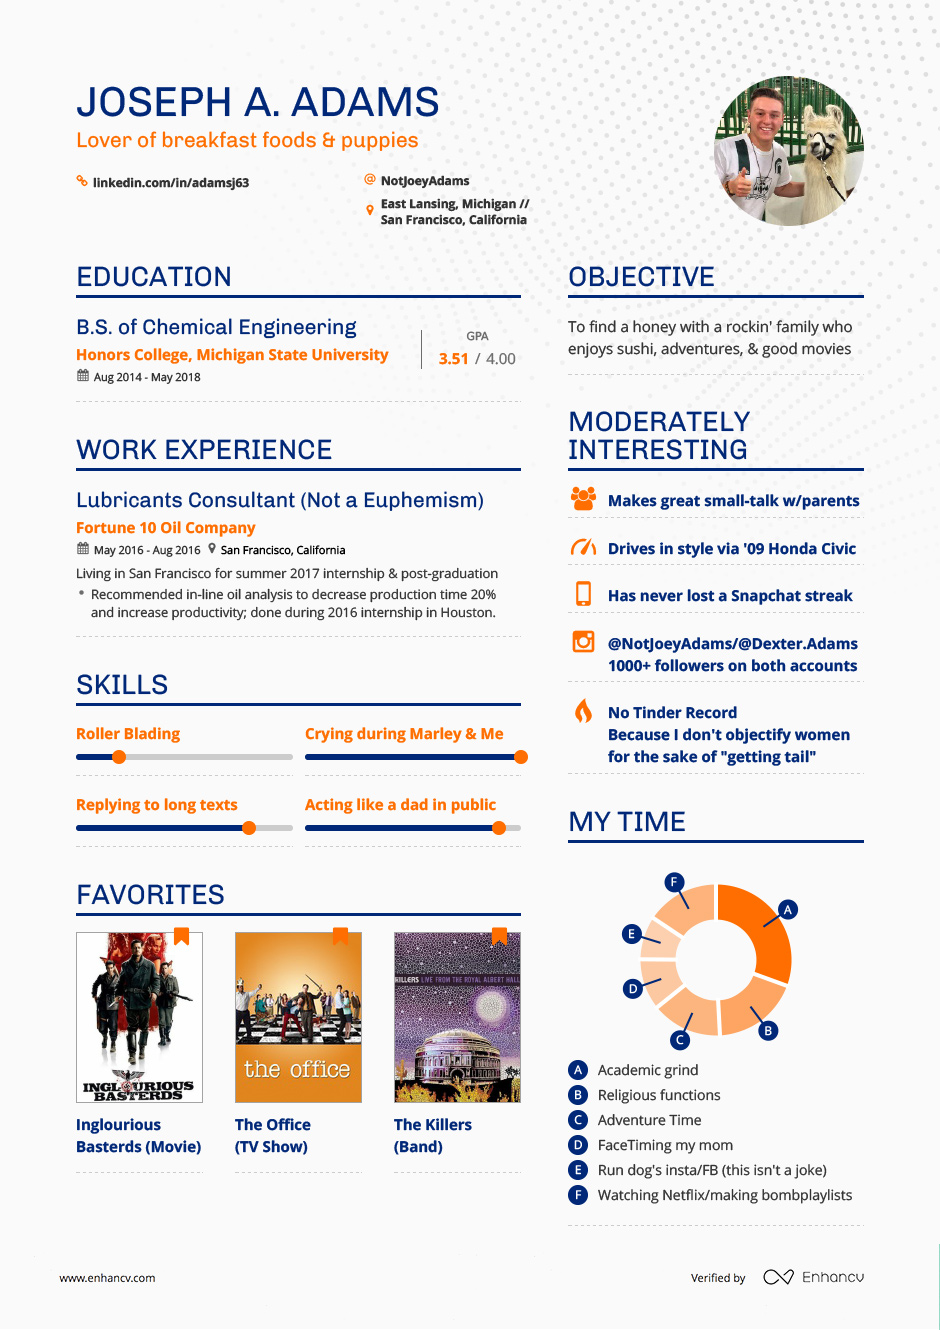 JOSEPH A. ADAMS
Lover of breakfast foods & puppies
linkedin.com/in/adamsj63
NotJoeyAdams
East Lansing, Michigan //
San Francisco, California
EDUCATION
B.S. of Chemical Engineering
Honors College, Michigan State University
Aug 2014 - May 2018
GPA
3.51 / 4.00
WORK EXPERIENCE
Lubricants Consultant (Not a Euphemism)
Fortune 10 Oil Company
May 2016 - Aug 2016 San Francisco, California
Living in San Francisco for summer 2017 internship & post-graduation
• Recommended in-line oil analysis to decrease production time 20%
and increase productivity; done during 2016 internship in Houston.
SKILLS
Roller Blading
Crying during Marley & Me
Replying to long texts
Acting like a dad in public
FAVORITES
INGLOURIOUS
BASTERDS
the office
KILLERS LIVE FROM THE ROYAL ALBERT HALL
Inglourious
Basterds (Movie)
The Office
(TV Show)
The Killers
(Band)
OBJECTIVE
To find a honey with a rockin' family who
enjoys sushi, adventures, & good movies
MODERATELY
INTERESTING
Makes great small-talk w/parents
Drives in style via '09 Honda Civic
Has never lost a Snapchat streak
@NotJoeyAdams/@Dexter.Adams
1000+ followers on both accounts
No Tinder Record
Because I don't objectify women
for the sake of "getting tail"
MY TIME
F
A
E
D
C
B
A Academic grind
B Religious functions
C Adventure Time
D FaceTiming my mom
E Run dog's insta/FB (this isn't a joke)
F Watching Netflix/making bombplaylists
www.enhancv.com
Verified by Enhancv